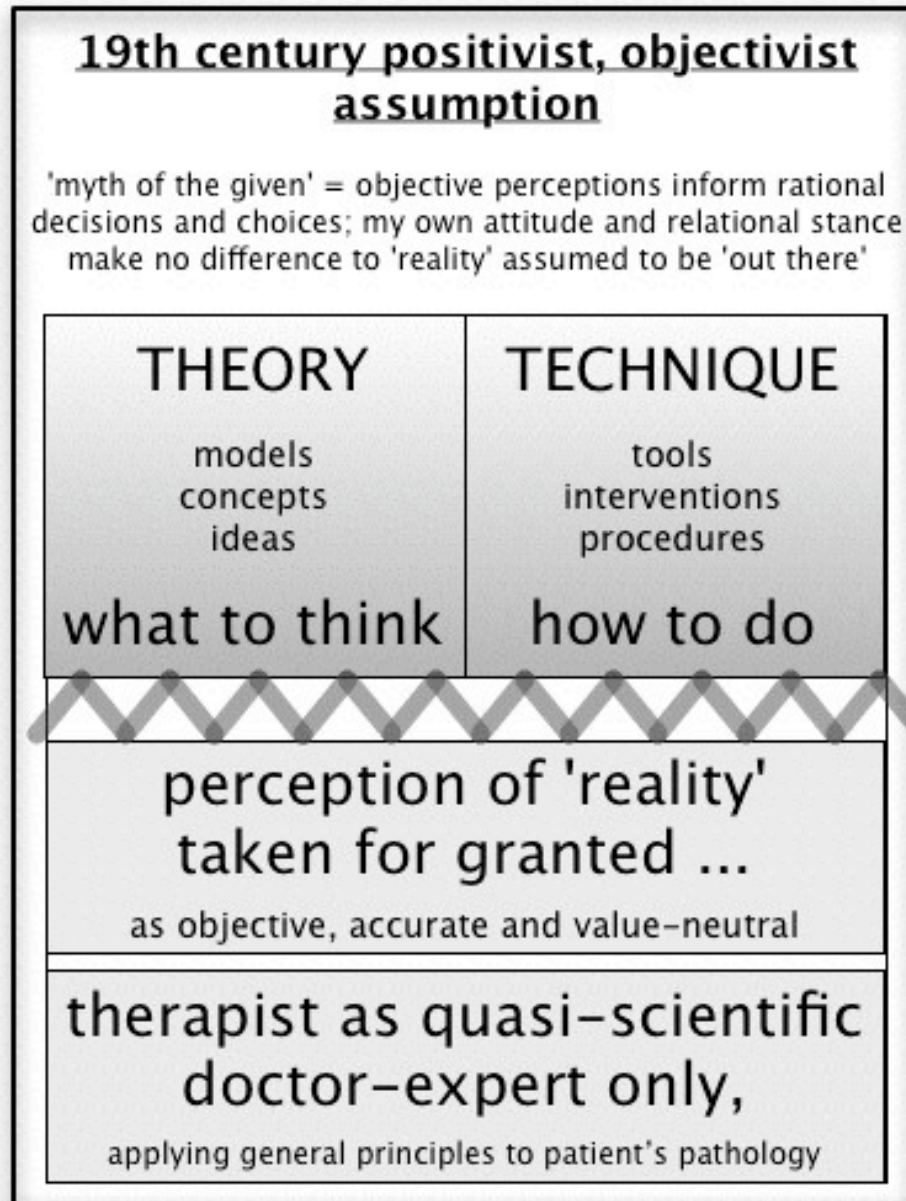 19th century positivist, objectivist
assumption
'myth of the given' = objective perceptions inform rational
decisions and choices; my own attitude and relational stance
make no difference to 'reality' assumed to be 'out there'
THEORY
models
concepts
ideas
what to think
TECHNIQUE
tools
interventions
procedures
how to do
perception of 'reality'
taken for granted ...
as objective, accurate and value-neutral
therapist as quasi-scientific
doctor-expert only,
applying general principles to patient's pathology